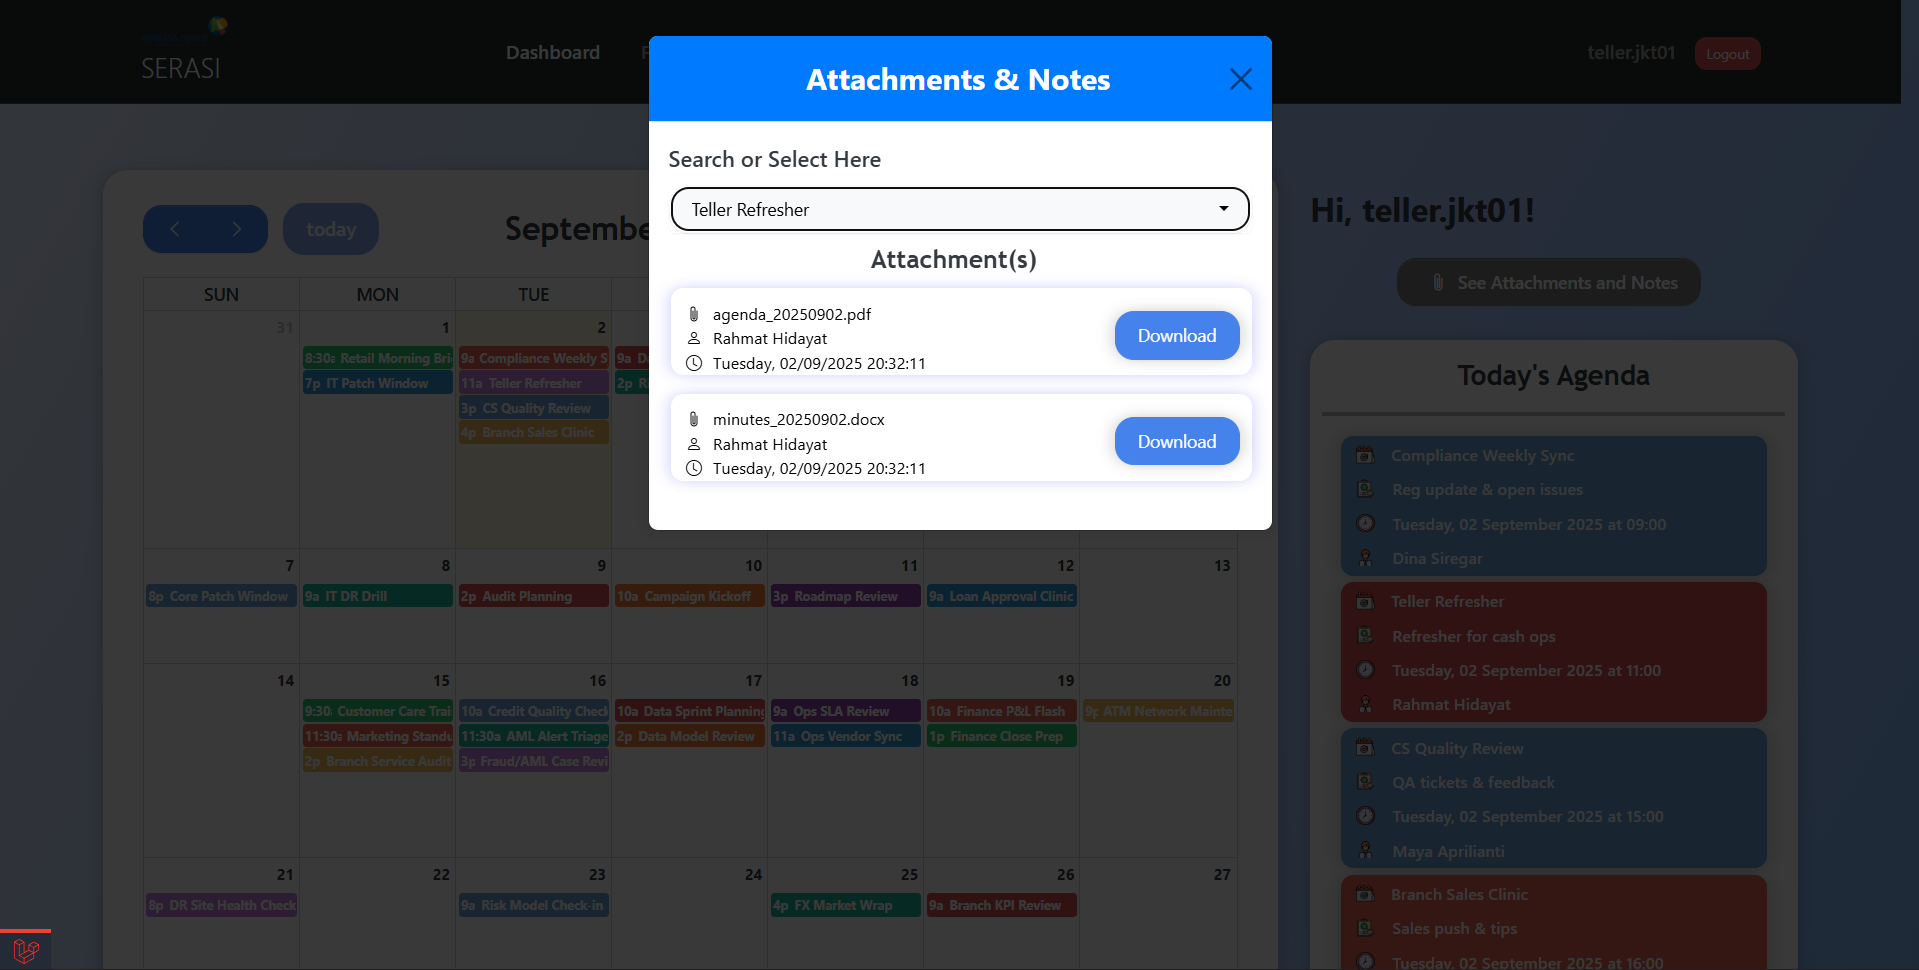 SERASI
Dashboard
teller.jkt01
Logout
Attachments & Notes
Search or Select Here
Teller Refresher
Attachment(s)
agenda_20250902.pdf
Rahmat Hidayat
Tuesday, 02/09/2025 20:32:11
Download
minutes_20250902.docx
Rahmat Hidayat
Tuesday, 02/09/2025 20:32:11
Download
today
Septembe
SUN MON TUE
31 1 2
8:30a Retail Morning Bri
7p IT Patch Window
9a Compliance Weekly S
11a Teller Refresher
3p CS Quality Review
4p Branch Sales Clinic
9a D
2p R
7 8 9 10 11 12 13
8p Core Patch Window
9a IT DR Drill
2p Audit Planning
10a Campaign Kickoff
3p Roadmap Review
9a Loan Approval Clinic
14 15 16 17 18 19 20
9:30 Customer Care Trai
11:30a Marketing Standu
2p Branch Service Audit
10a Credit Quality Check
11:30a AML Alert Triage
3p Fraud/AML Case Revi
10a Data Sprint Planning
2p Data Model Review
9a Ops SLA Review
11a Ops Vendor Sync
10a Finance P&L Flash
1p Finance Close Prep
9p ATM Network Mainte
21 22 23 24 25 26 27
8p DR Site Health Check
9a Risk Model Check-in
4p FX Market Wrap
9a Branch KPI Review
Hi, teller.jkt01!
See Attachments and Notes
Today's Agenda
Compliance Weekly Sync
Reg update & open issues
Tuesday, 02 September 2025 at 09:00
Dina Siregar
Teller Refresher
Refresher for cash ops
Tuesday, 02 September 2025 at 11:00
Rahmat Hidayat
CS Quality Review
QA tickets & feedback
Tuesday, 02 September 2025 at 15:00
Maya Aprilianti
Branch Sales Clinic
Sales push & tips
Tuesday, 02 September 2025 at 16:00